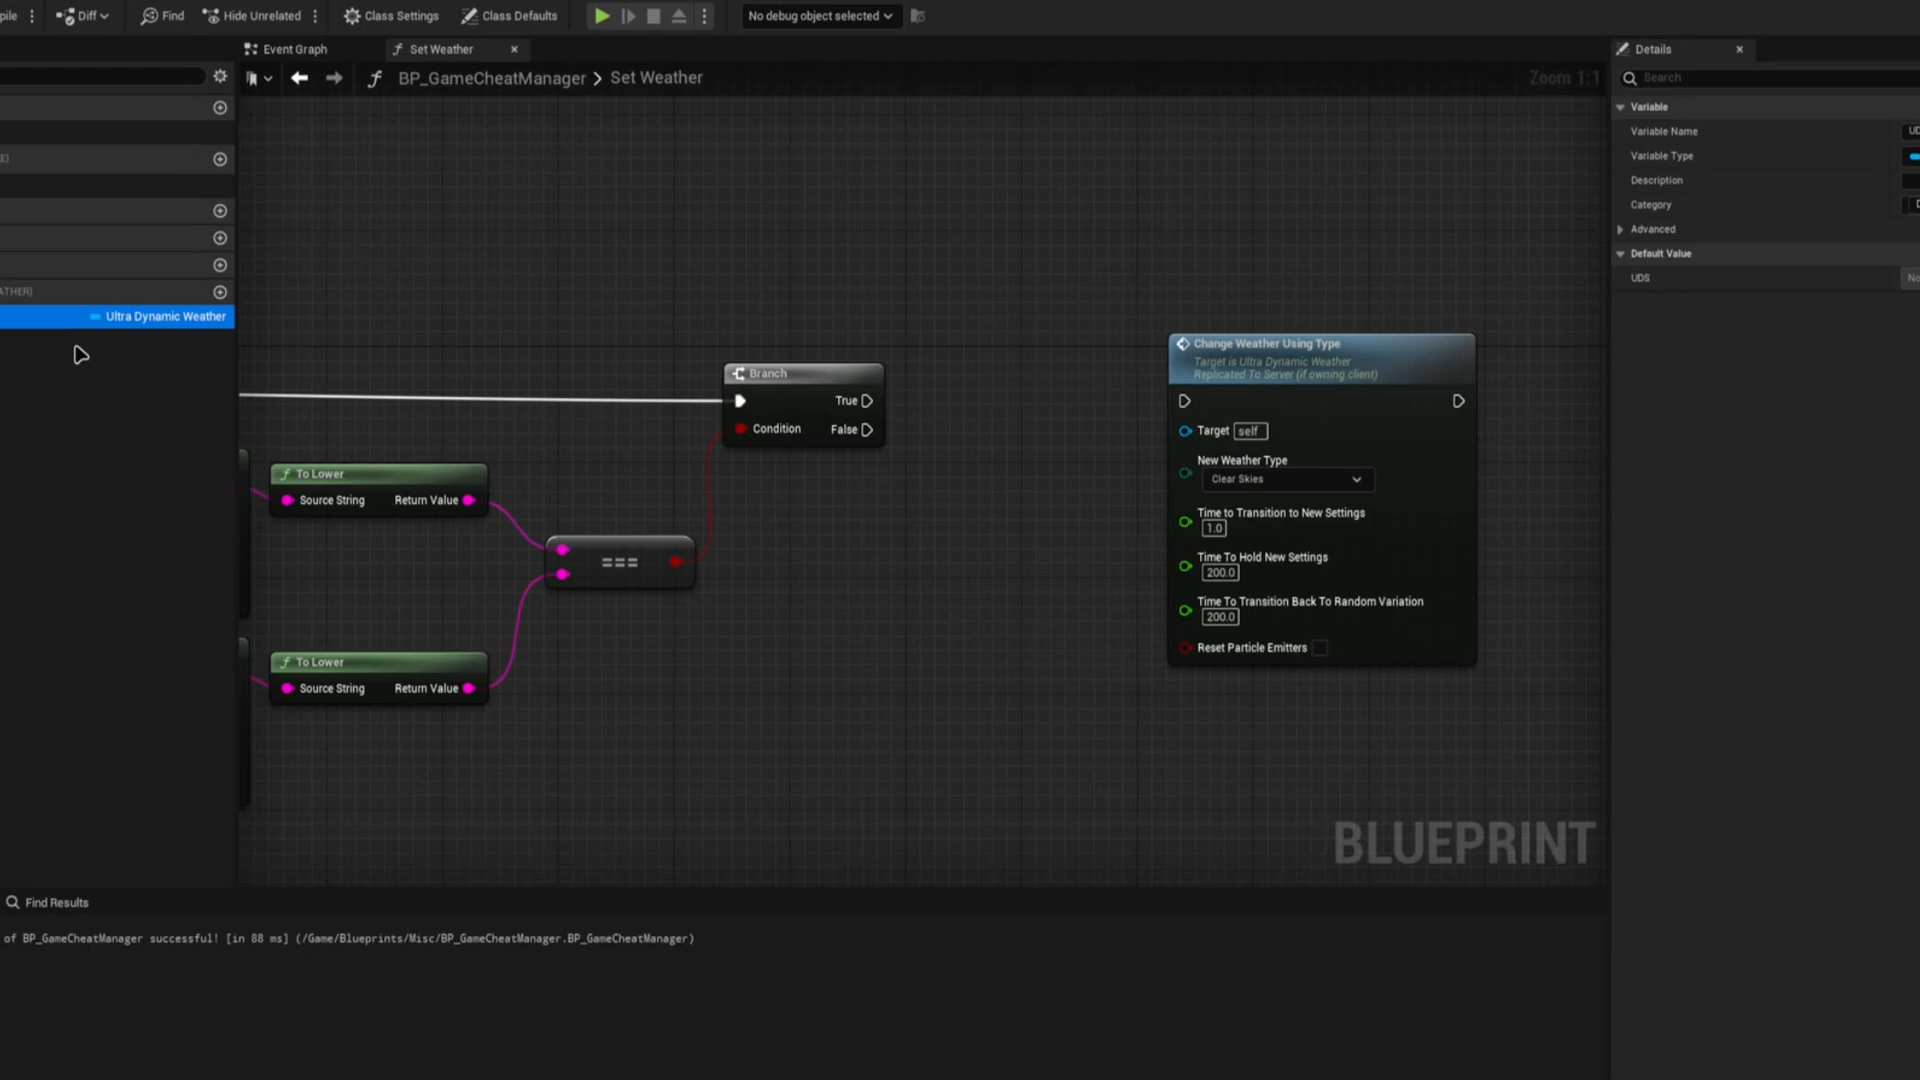 pile
Diff
Find
Hide Unrelated
Class Settings
Class Defaults
No debug object selected
Event Graph
Set Weather
BP_GameCheatManager > Set Weather
Zoom 1:1
E)
ATHER)
Ultra Dynamic Weather
Branch
True
Condition
False
To Lower
Source String
Return Value
===
To Lower
Source String
Return Value
Change Weather Using Type
Target is Ultra Dynamic Weather
Replicated To Server (if owning client)
Target self
New Weather Type
Clear Skies
Time to Transition to New Settings
1.0
Time To Hold New Settings
200.0
Time To Transition Back To Random Variation
200.0
Reset Particle Emitters
BLUEPRINT
Details
Search
Variable
Variable Name
Variable Type
Description
Category
Advanced
Default Value
UDS
No
Find Results
of BP_GameCheatManager successful! [in 88 ms] (/Game/Blueprints/Misc/BP_GameCheatManager.BP_GameCheatManager)